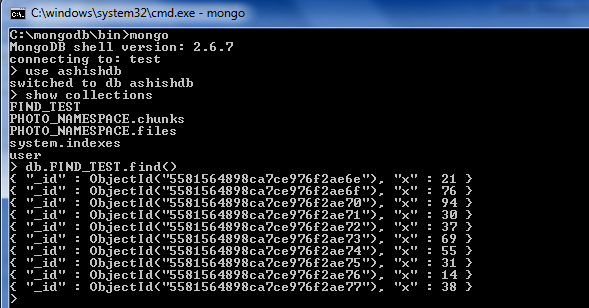 C:\windows\system32\cmd.exe - mongo
C:\mongodb\bin>mongo
MongoDB shell version: 2.6.7
connecting to: test
> use ashishdb
switched to db ashishdb
> show collections
FIND_TEST
PHOTO_NAMESPACE.chunks
PHOTO_NAMESPACE.files
system.indexes
user
> db.FIND_TEST.find()
{ "_id" : ObjectId("5581564898ca7ce976f2ae6e"), "x" : 21 }
{ "_id" : ObjectId("5581564898ca7ce976f2ae6f"), "x" : 76 }
{ "_id" : ObjectId("5581564898ca7ce976f2ae70"), "x" : 94 }
{ "_id" : ObjectId("5581564898ca7ce976f2ae71"), "x" : 30 }
{ "_id" : ObjectId("5581564898ca7ce976f2ae72"), "x" : 37 }
{ "_id" : ObjectId("5581564898ca7ce976f2ae73"), "x" : 69 }
{ "_id" : ObjectId("5581564898ca7ce976f2ae74"), "x" : 55 }
{ "_id" : ObjectId("5581564898ca7ce976f2ae75"), "x" : 31 }
{ "_id" : ObjectId("5581564898ca7ce976f2ae76"), "x" : 14 }
{ "_id" : ObjectId("5581564898ca7ce976f2ae77"), "x" : 38 }
>